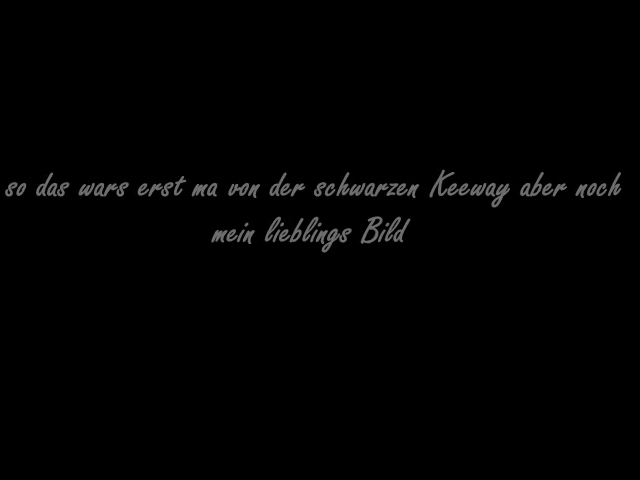 so das wars erst ma von der schwarzen Keeway aber noch
mein lieblings Bild